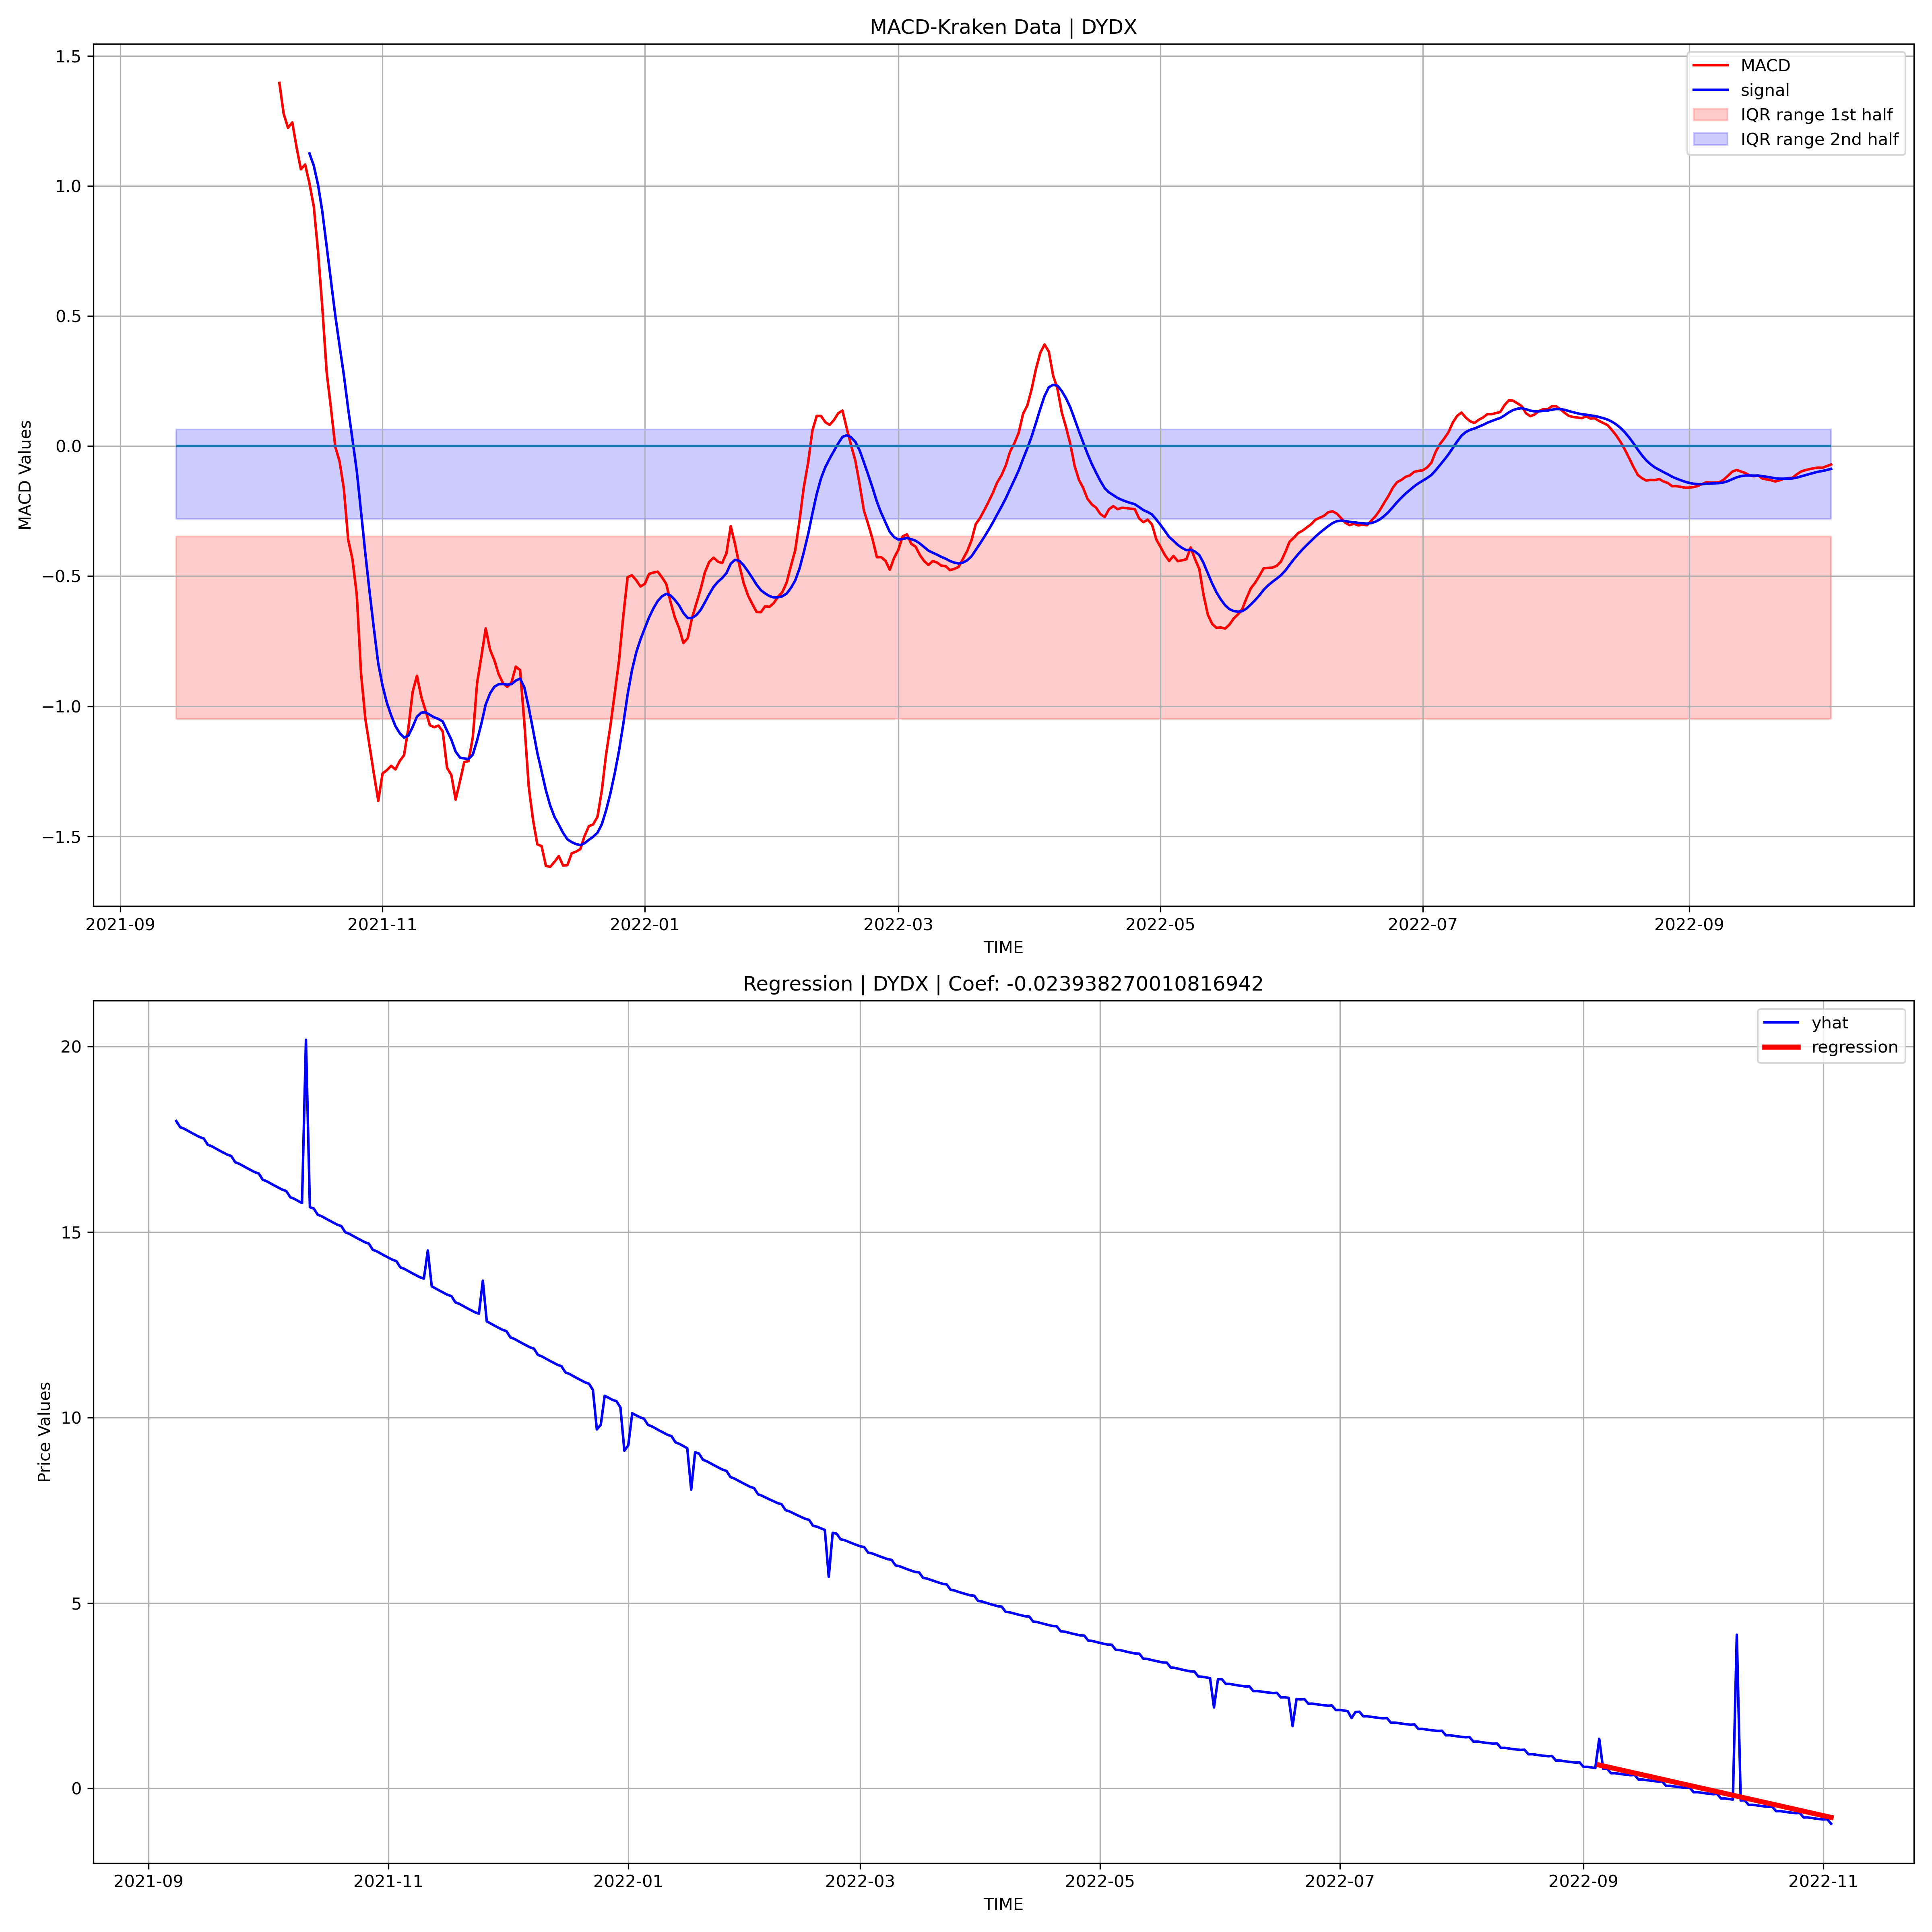 MACD-Kraken Data | DYDX
MACD
signal
IQR range 1st half
IQR range 2nd half
MACD Values
1.5
1.0
0.5
0.0
−0.5
−1.0
−1.5
2021-09 2021-11 2022-01 2022-03 2022-05 2022-07 2022-09
TIME
Regression | DYDX | Coef: -0.023938270010816942
yhat
regression
Price Values
20
15
10
5
0
2021-09 2021-11 2022-01 2022-03 2022-05 2022-07 2022-09 2022-11
TIME